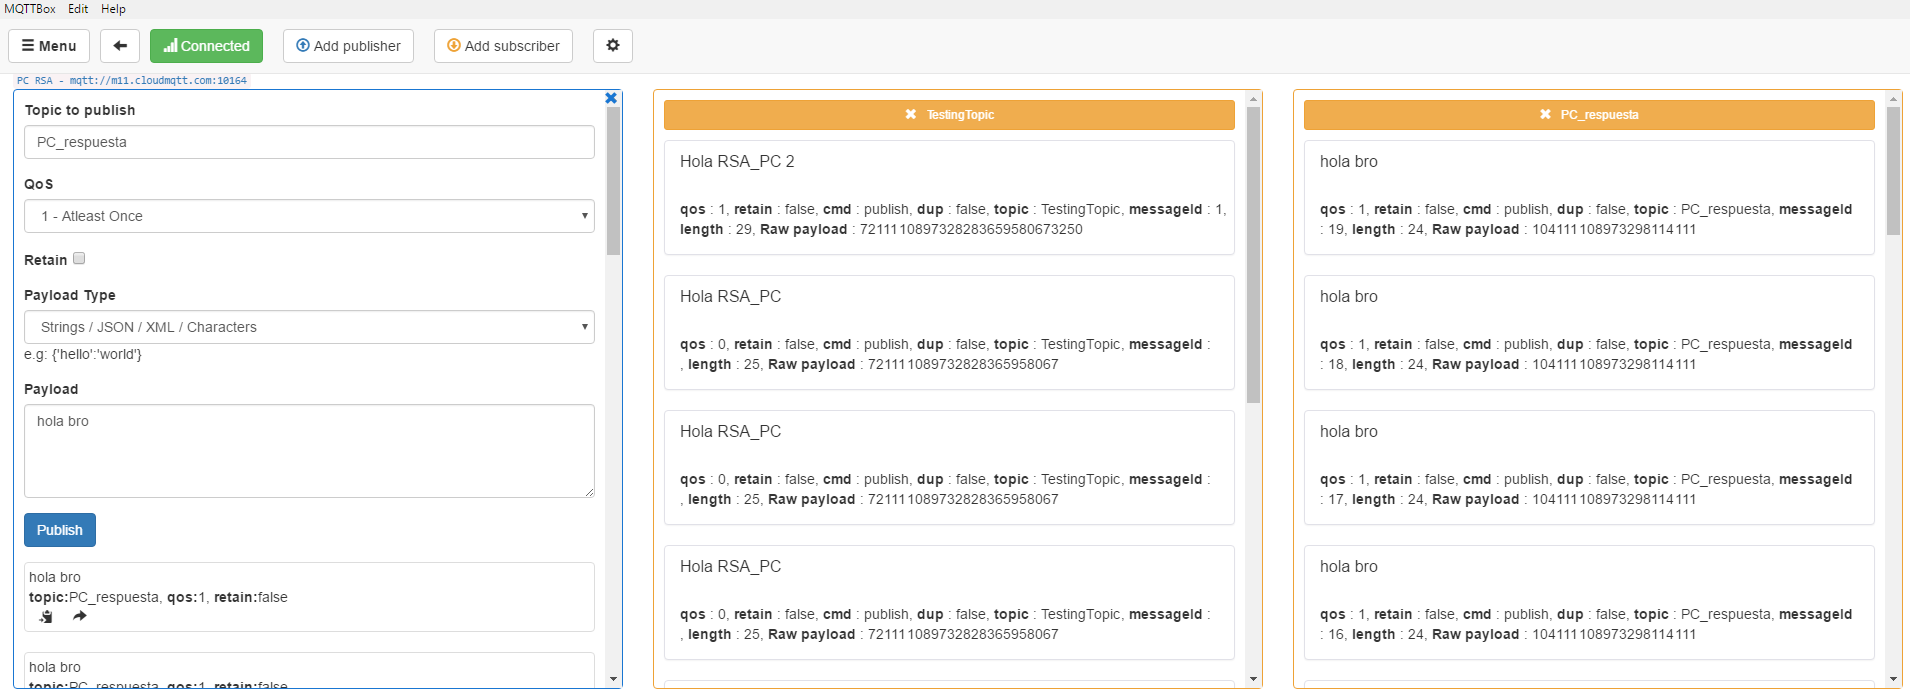 MQTTBox Edit Help
Menu Connected Add publisher Add subscriber
PC RSA - mqtt://m11.cloudmqtt.com:10164
Topic to publish
PC_respuesta
QoS
1 - Atleast Once
Retain
Payload Type
Strings / JSON / XML / Characters
e.g: {'hello':'world'}
Payload
hola bro
Publish
hola bro
topic:PC_respuesta, qos:1, retain:false
hola bro
topic:PC_respuesta, qos:1, retain:false
TestingTopic
Hola RSA_PC 2
qos : 1, retain : false, cmd : publish, dup : false, topic : TestingTopic, messageId : 1,
length : 29, Raw payload : 7211110897328283659580673250
Hola RSA_PC
qos : 0, retain : false, cmd : publish, dup : false, topic : TestingTopic, messageId :
, length : 25, Raw payload : 721111089732828365958067
Hola RSA_PC
qos : 0, retain : false, cmd : publish, dup : false, topic : TestingTopic, messageId :
, length : 25, Raw payload : 721111089732828365958067
Hola RSA_PC
qos : 0, retain : false, cmd : publish, dup : false, topic : TestingTopic, messageId :
, length : 25, Raw payload : 721111089732828365958067
PC_respuesta
hola bro
qos : 1, retain : false, cmd : publish, dup : false, topic : PC_respuesta, messageId
: 19, length : 24, Raw payload : 104111108973298114111
hola bro
qos : 1, retain : false, cmd : publish, dup : false, topic : PC_respuesta, messageId
: 18, length : 24, Raw payload : 104111108973298114111
hola bro
qos : 1, retain : false, cmd : publish, dup : false, topic : PC_respuesta, messageId
: 17, length : 24, Raw payload : 104111108973298114111
hola bro
qos : 1, retain : false, cmd : publish, dup : false, topic : PC_respuesta, messageId
: 16, length : 24, Raw payload : 104111108973298114111